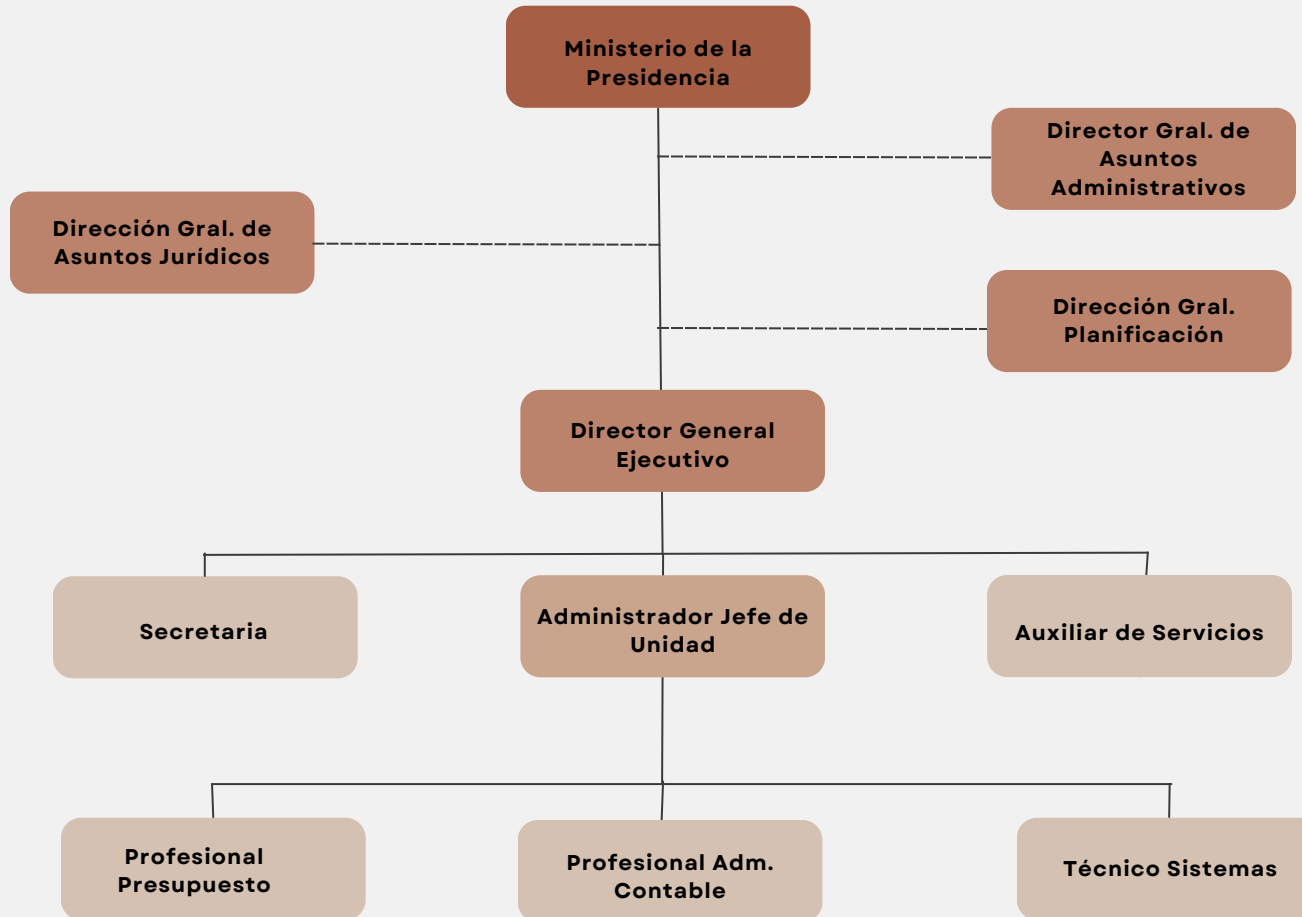 Ministerio de la
Presidencia
Director Gral. de
Asuntos
Administrativos
Dirección Gral. de
Asuntos Jurídicos
Dirección Gral.
Planificación
Director General
Ejecutivo
Secretaria
Administrador Jefe de
Unidad
Auxiliar de Servicios
Profesional
Presupuesto
Profesional Adm.
Contable
Técnico Sistemas